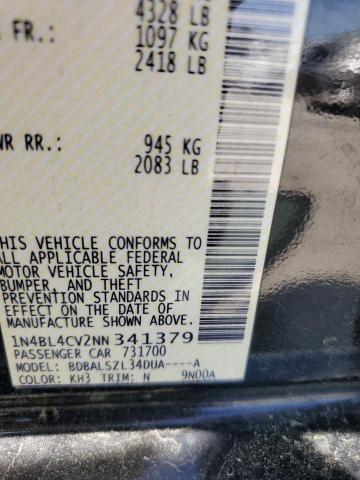 4328 LB
FR.: 1097 KG
2418 LB
WR RR.: 945 KG
2083 LB
THIS VEHICLE CONFORMS TO
ALL APPLICABLE FEDERAL
MOTOR VEHICLE SAFETY,
BUMPER, AND THEFT
PREVENTION STANDARDS IN
EFFECT ON THE DATE OF
MANUFACTURE SHOWN ABOVE.
1N4BL4CV2NN341379
PASSENGER CAR 731700
MODEL: BDBALSZL34DUA----A
COLOR: KH3 TRIM: N 9N00A